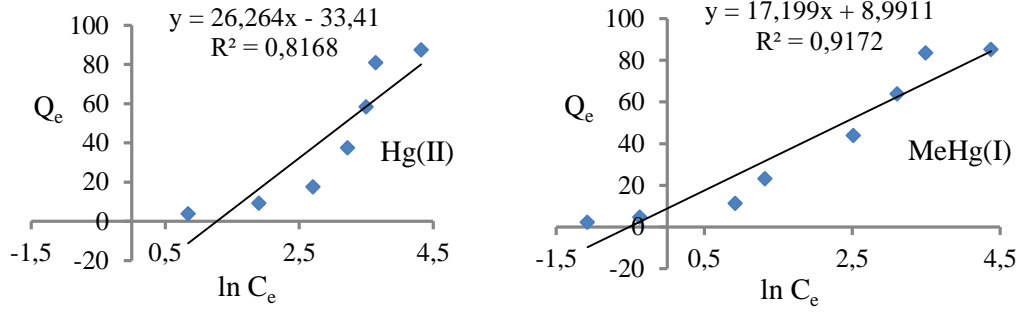 y = 26,264x - 33,41
R² = 0,8168
100
80
60
40
20
0
-20
Qₑ
Hg(II)
-1,5 0,5 2,5 4,5
ln Cₑ
y = 17,199x + 8,9911
R² = 0,9172
100
80
60
40
20
0
-20
Qₑ
MeHg(I)
-1,5 0,5 2,5 4,5
ln Cₑ